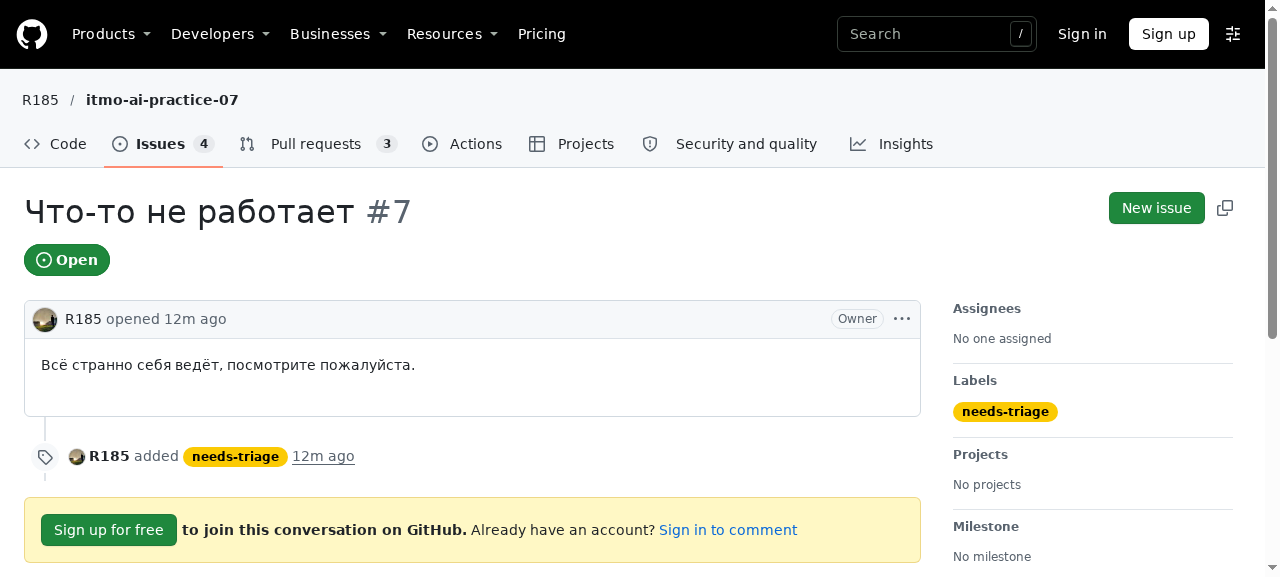 Products Developers Businesses Resources Pricing Search / Sign in Sign up
R185 / itmo-ai-practice-07
Code Issues 4 Pull requests 3 Actions Projects Security and quality Insights
Что-то не работает #7 New issue
Open
R185 opened 12m ago Owner
Assignees
Всё странно себя ведёт, посмотрите пожалуйста.
No one assigned
Labels
needs-triage
R185 added needs-triage 12m ago
Projects
No projects
Sign up for free to join this conversation on GitHub. Already have an account? Sign in to comment
Milestone
No milestone